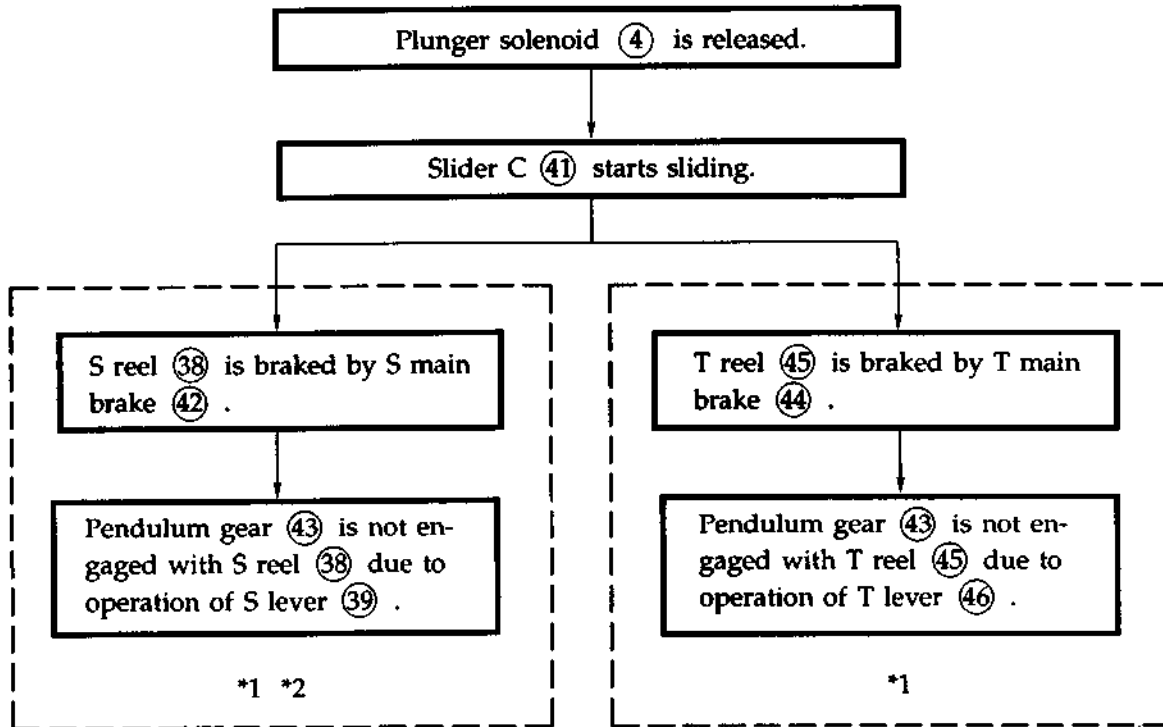 Plunger solenoid ④ is released.
Slider C ㊶ starts sliding.
S reel ㊳ is braked by S main
brake ㊷ .
Pendulum gear ㊸ is not en-
gaged with S reel ㊳ due to
operation of S lever ㊴ .
*1 *2
T reel ㊺ is braked by T main
brake ㊹ .
Pendulum gear ㊸ is not en-
gaged with T reel ㊺ due to
operation of T lever ㊻ .
*1